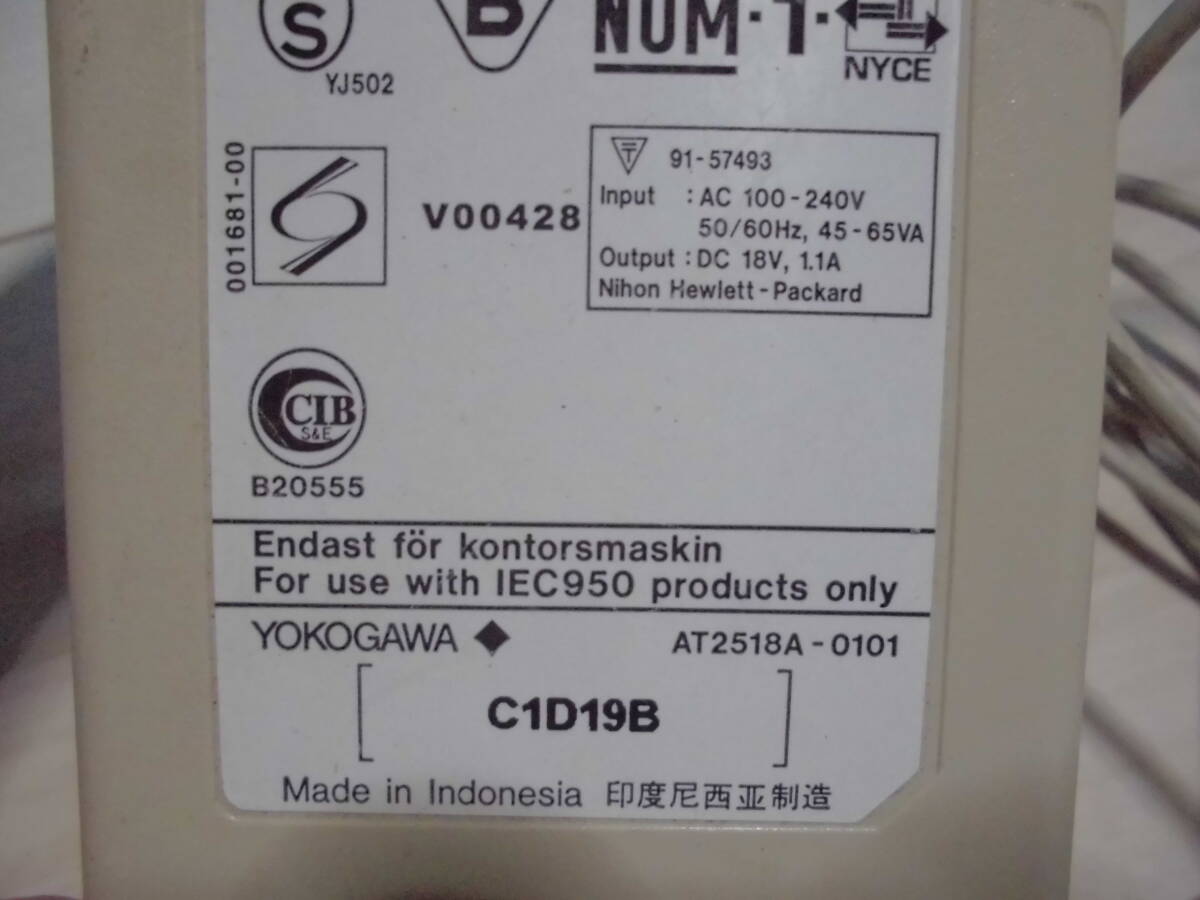 S
B
NUM·1·
NYCE
YJ502
001681-00
V00428
T 91-57493
Input : AC 100-240V
50/60Hz, 45-65VA
Output : DC 18V, 1.1A
Nihon Hewlett-Packard
CIB
S&E
B20555
Endast för kontorsmaskin
For use with IEC950 products only
YOKOGAWA ◆ AT2518A-0101
[ C1D19B ]
Made in Indonesia 印度尼西亚制造